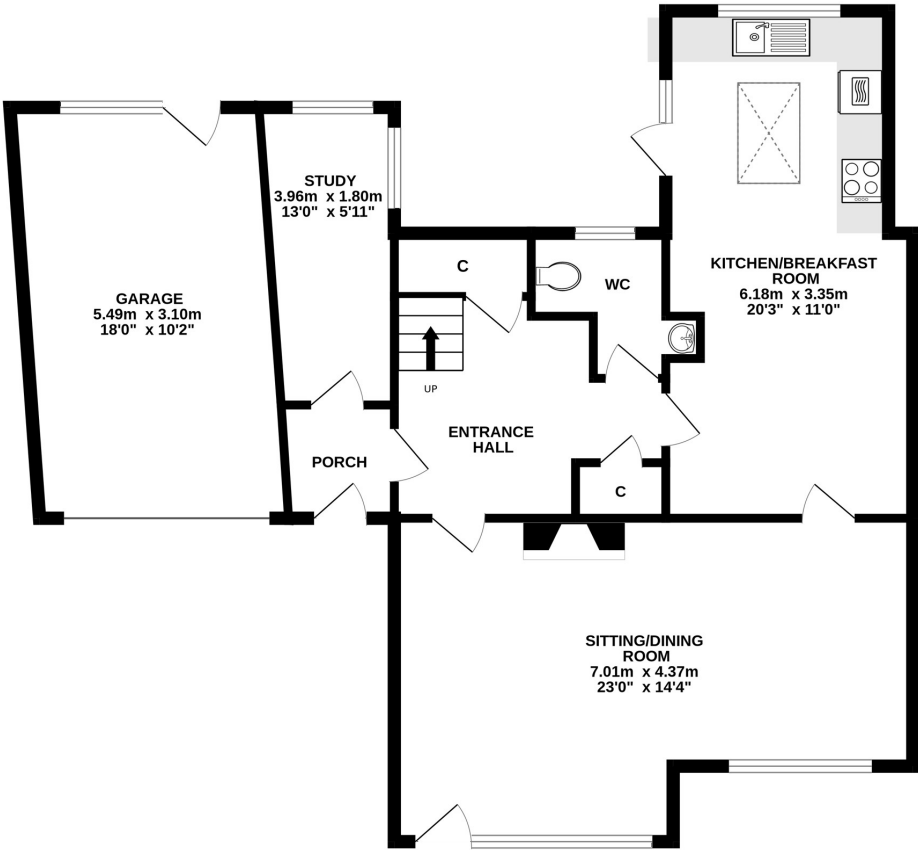 STUDY
3.96m x 1.80m
13'0" x 5'11"
GARAGE
5.49m x 3.10m
18'0" x 10'2"
C
WC
KITCHEN/BREAKFAST
ROOM
6.18m x 3.35m
20'3" x 11'0"
UP
ENTRANCE
HALL
PORCH
C
SITTING/DINING
ROOM
7.01m x 4.37m
23'0" x 14'4"